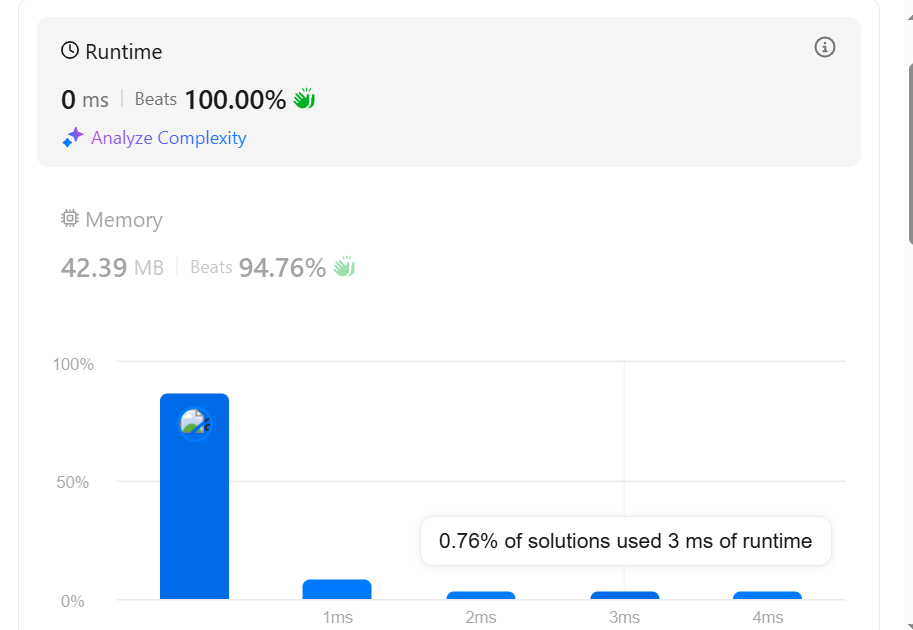 Runtime
0 ms | Beats 100.00%
Analyze Complexity
Memory
42.39 MB | Beats 94.76%
100%
50%
0.76% of solutions used 3 ms of runtime
0%
1ms 2ms 3ms 4ms